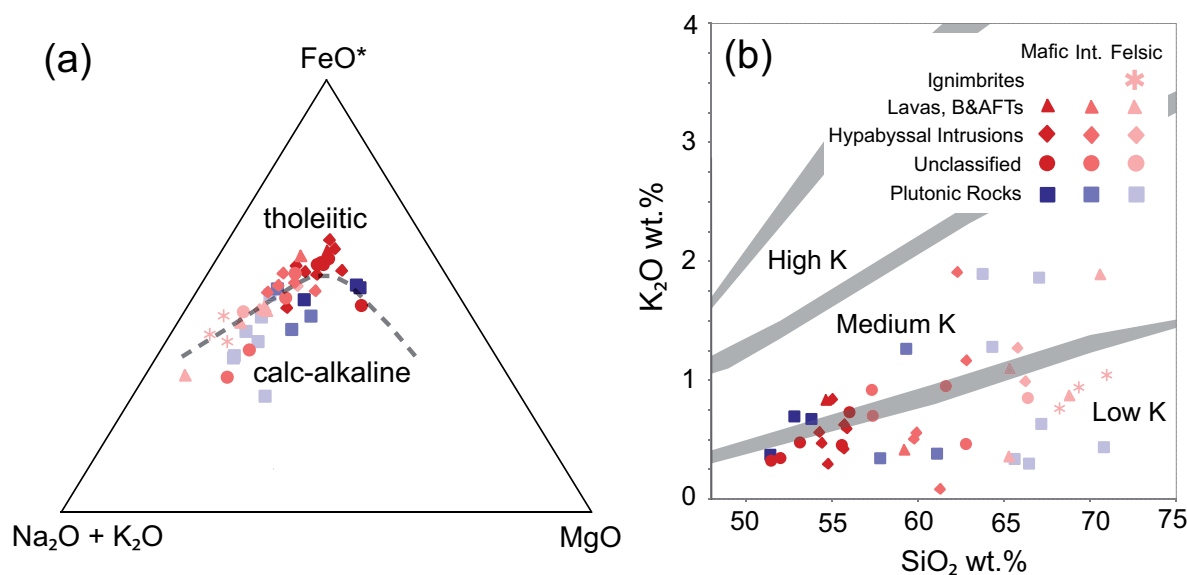 (a)
FeO*
tholeiitic
calc-alkaline
Na₂O + K₂O
MgO
(b)
Mafic Int. Felsic
Ignimbrites
Lavas, B&AFTs
Hypabyssal Intrusions
Unclassified
Plutonic Rocks
High K
Medium K
Low K
K₂O wt.%
4
3
2
1
0
50 55 60 65 70 75
SiO₂ wt.%